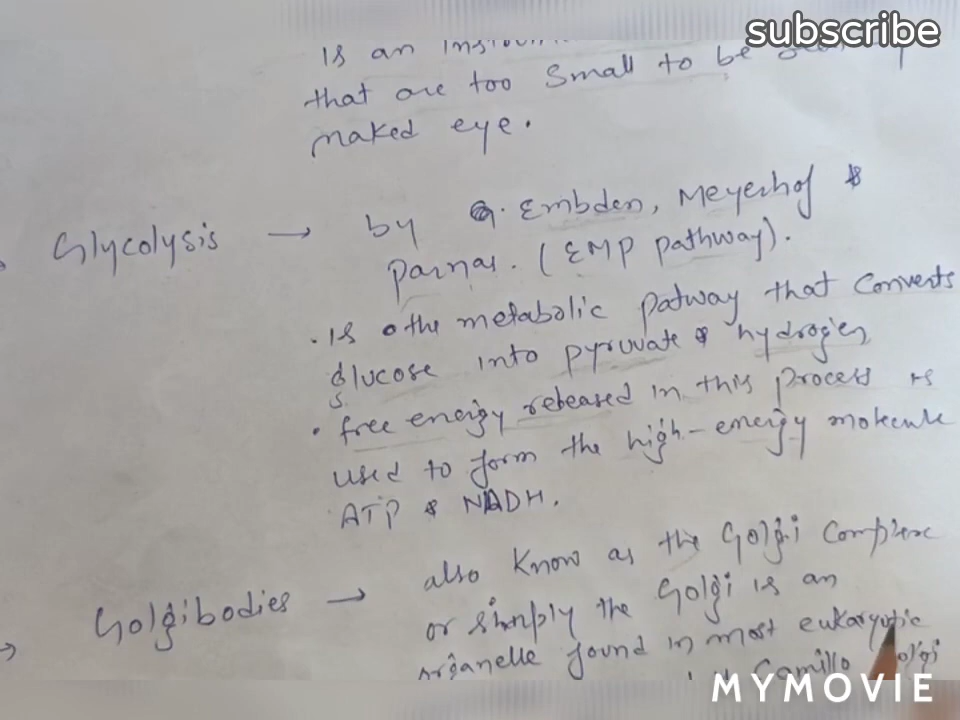 subscribe
is an
that are too small to be
naked eye.
Glycolysis → by G. Embden, Meyerhof &
Parnas. (EMP pathway).
• is the metabolic patway that converts
glucose into pyruvate & hydrogen
• free energy released in this process is
used to form the high-energy molecule
ATP & NADH.
Golgibodies → also know as the Golgi Complexe
or simply the Golgi is an
organelle found in most eukaryotic
Camillo Golgi
MYMOVIE